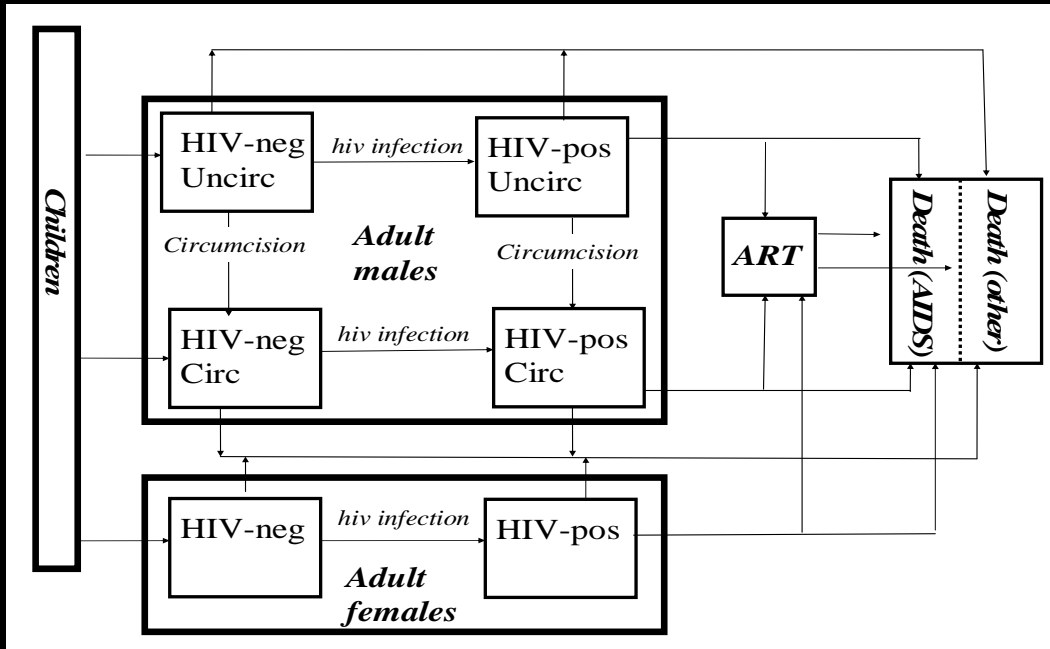 Children
HIV-neg
Uncirc
hiv infection
HIV-pos
Uncirc
Circumcision
Adult
males
Circumcision
HIV-neg
Circ
hiv infection
HIV-pos
Circ
ART
Death (AIDS)
Death (other)
HIV-neg
hiv infection
HIV-pos
Adult
females